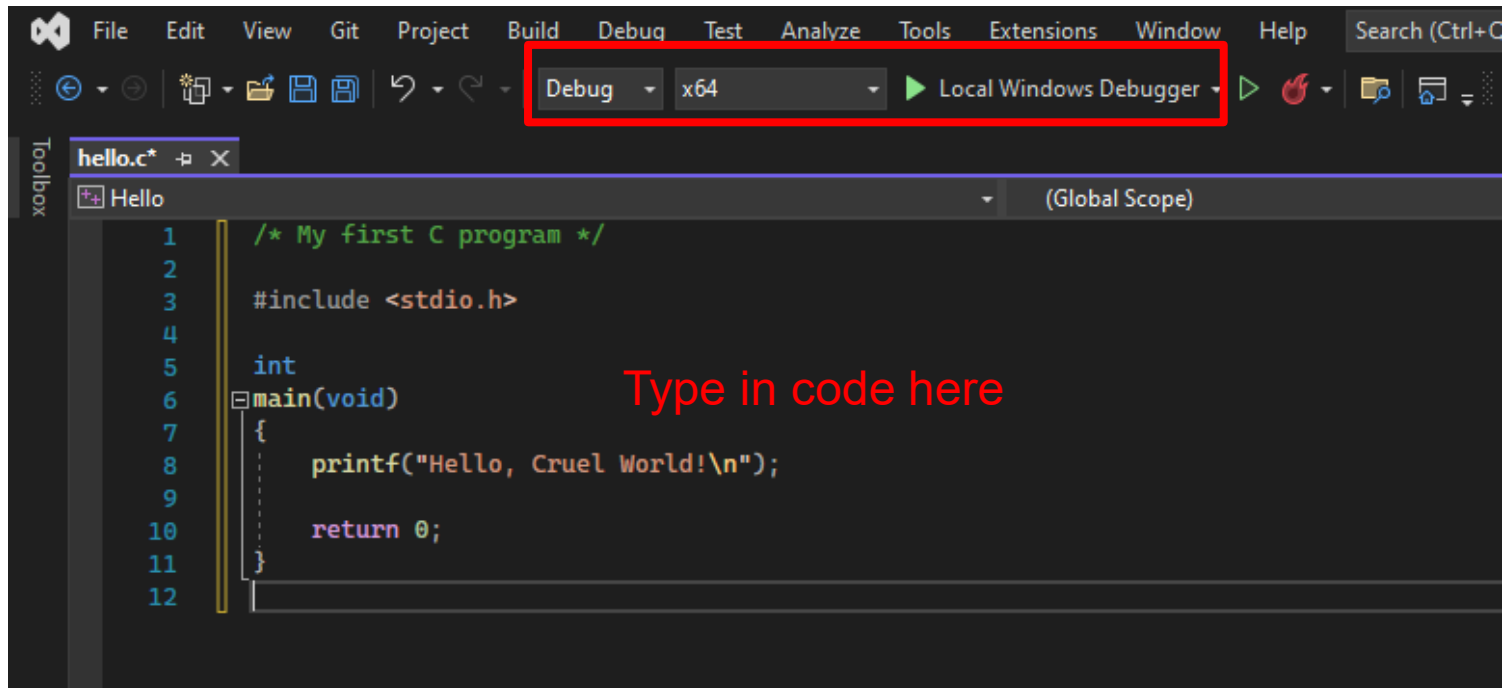 File Edit View Git Project Build Debug Test Analyze Tools Extensions Window Help Search (Ctrl+Q
Debug x64 Local Windows Debugger
Toolbox
hello.c*
Hello (Global Scope)
1 /* My first C program */
2
3 #include <stdio.h>
4
5 int
6 main(void)
Type in code here
7 {
8 printf("Hello, Cruel World!\n");
9
10 return 0;
11 }
12